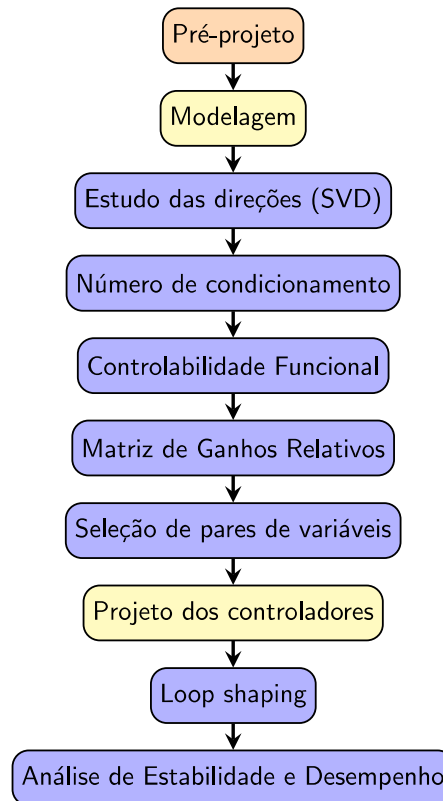 Pré-projeto
Modelagem
Estudo das direções (SVD)
Número de condicionamento
Controlabilidade Funcional
Matriz de Ganhos Relativos
Seleção de pares de variáveis
Projeto dos controladores
Loop shaping
Análise de Estabilidade e Desempenho